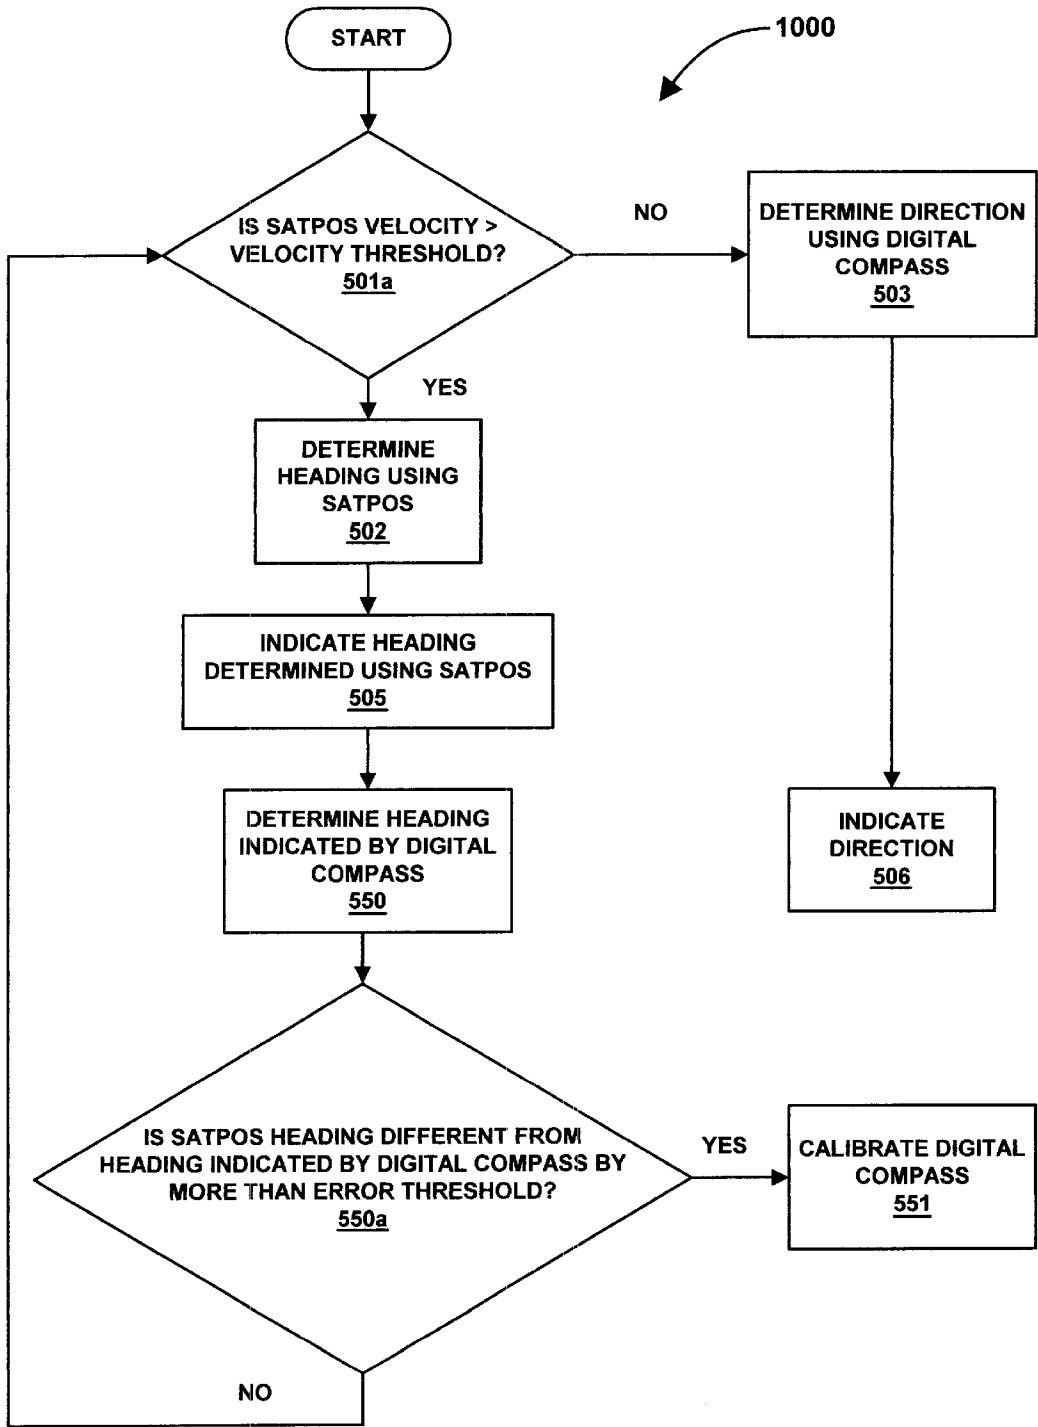 START
1000
IS SATPOS VELOCITY >
VELOCITY THRESHOLD?
501a
NO
DETERMINE DIRECTION
USING DIGITAL
COMPASS
503
YES
DETERMINE
HEADING USING
SATPOS
502
INDICATE HEADING
DETERMINED USING SATPOS
505
DETERMINE HEADING
INDICATED BY DIGITAL
COMPASS
550
INDICATE
DIRECTION
506
IS SATPOS HEADING DIFFERENT FROM
HEADING INDICATED BY DIGITAL COMPASS BY
MORE THAN ERROR THRESHOLD?
550a
YES
CALIBRATE DIGITAL
COMPASS
551
NO